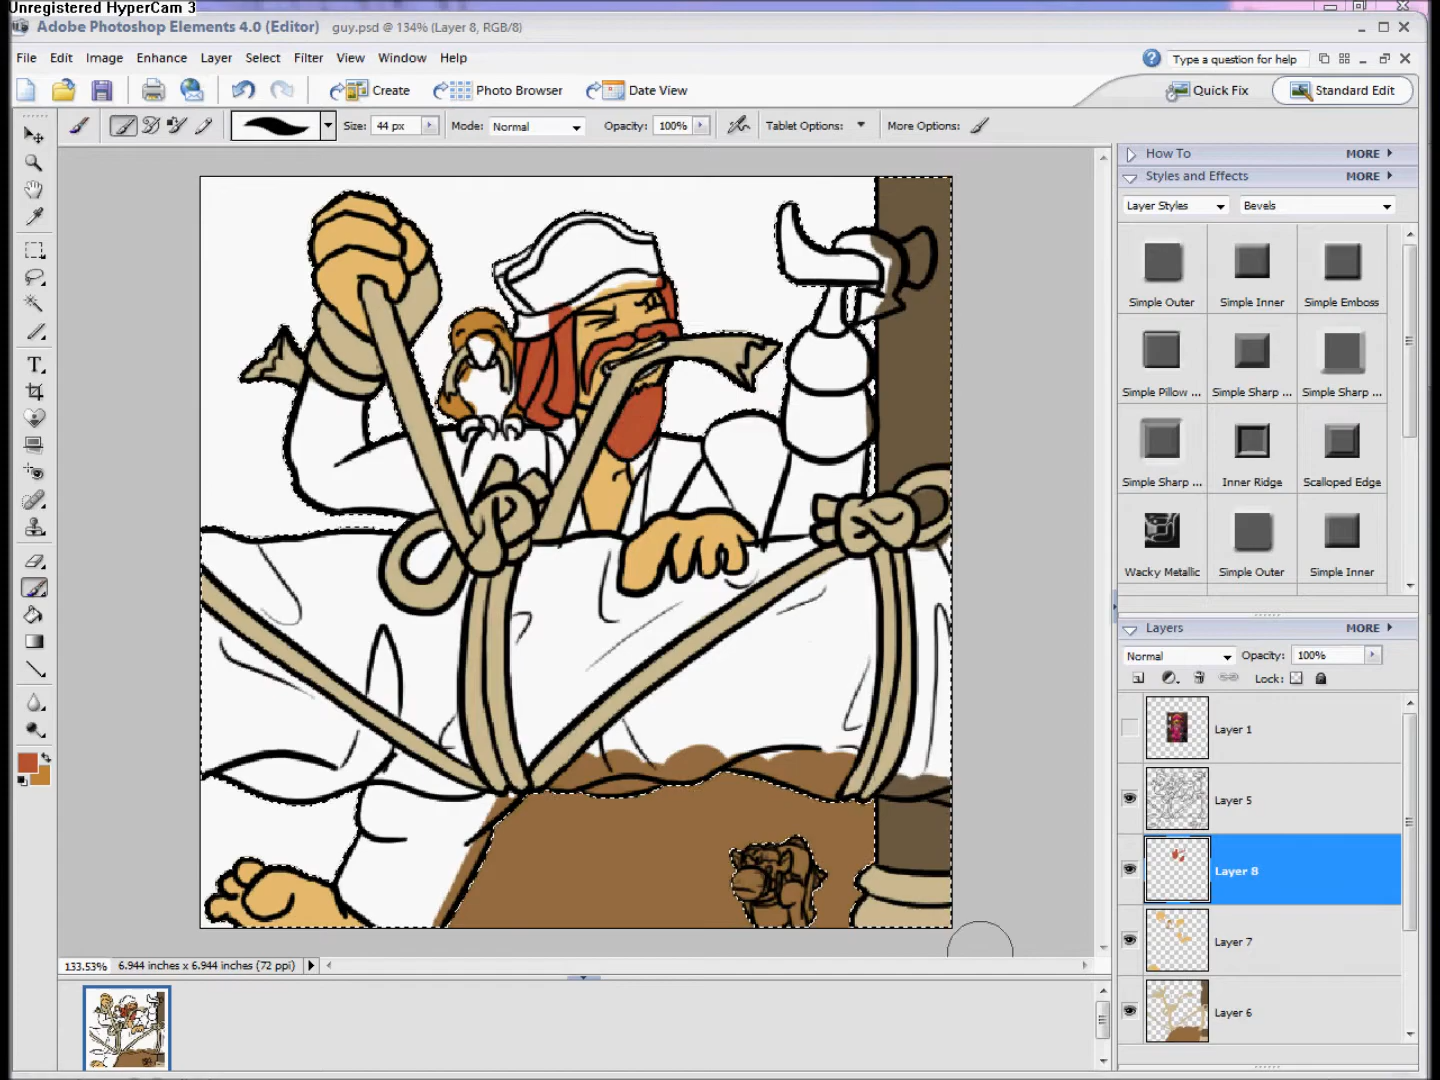 Unregistered HyperCam 3
Adobe Photoshop Elements 4.0 (Editor) guy.psd @ 134% (Layer 8, RGB/8)
File Edit Image Enhance Layer Select Filter View Window Help Type a question for help
Create Photo Browser Date View Quick Fix Standard Edit
Size: 44 px Mode: Normal Opacity: 100% Tablet Options: More Options:
How To MORE
Styles and Effects MORE
Layer Styles Bevels
Simple Outer Simple Inner Simple Emboss
Simple Pillow ... Simple Sharp ... Simple Sharp ...
Simple Sharp ... Inner Ridge Scalloped Edge
Wacky Metallic Simple Outer Simple Inner
Layers MORE
Normal Opacity: 100%
Lock:
Layer 1
Layer 5
Layer 8
Layer 7
Layer 6
133.53% 6.944 inches x 6.944 inches (72 ppi)